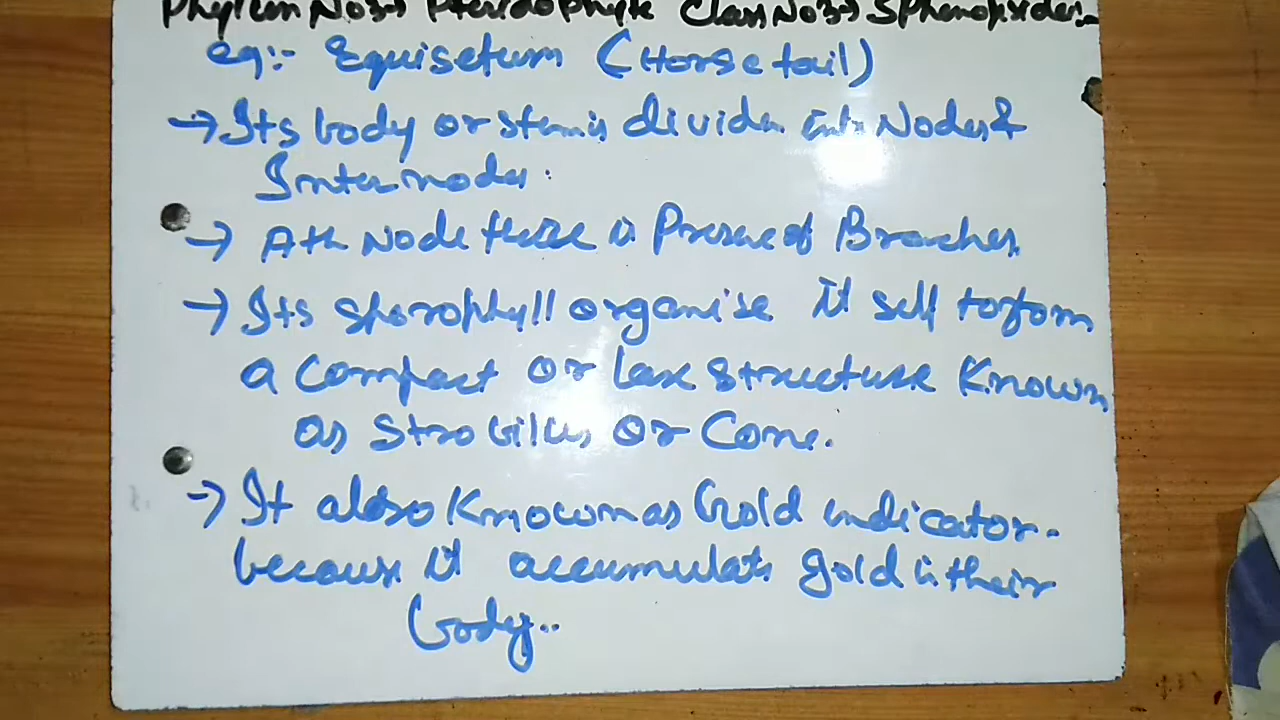 Phylum No:3 Pteridophyte Class No:3 Sphenopsida:-
eg:- Equisetum (Horse tail)
→ Its body or stem is divided into Nodes &
Internodes.
→ At the Node there is Presence of Branches.
→ Its sporophyll organise it self to form
a compact or lax structure known
as strobilus or Cone.
→ It also known as Gold indicator.
because it accumulate gold in their
body..